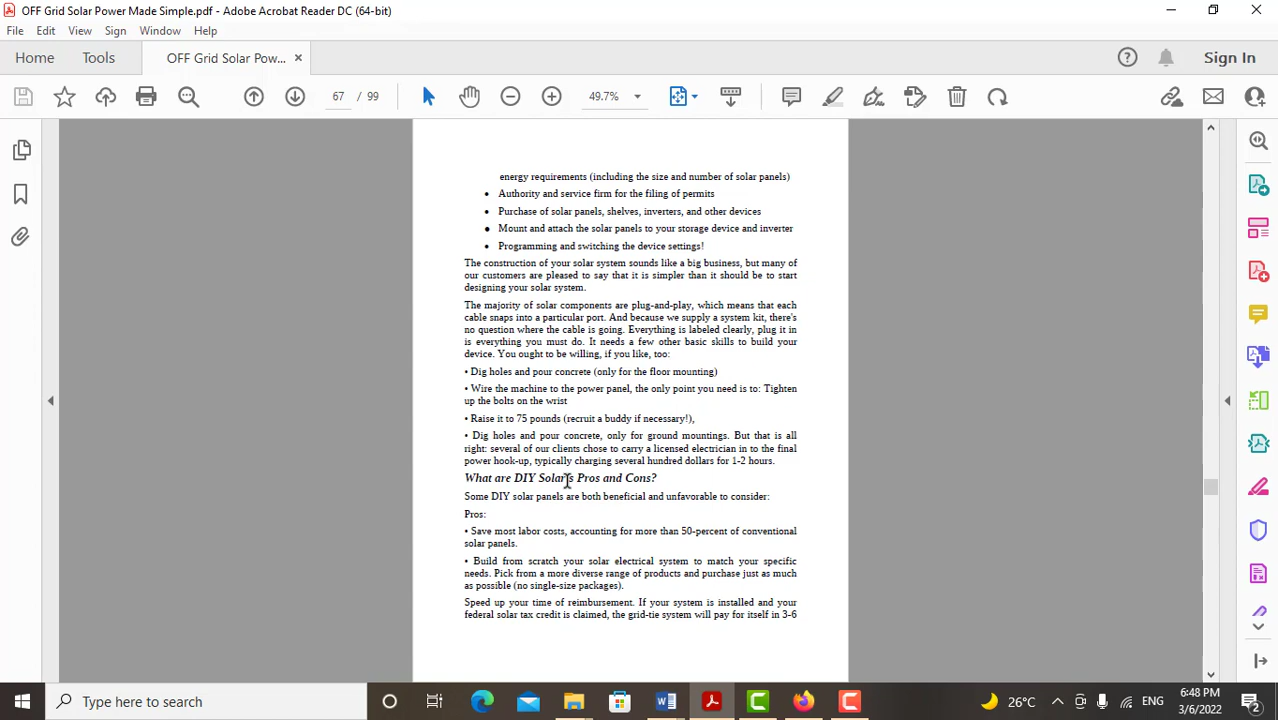 OFF Grid Solar Power Made Simple.pdf - Adobe Acrobat Reader DC (64-bit)
File Edit View Sign Window Help
Home Tools OFF Grid Solar Pow... × Sign In
67 / 99 49.7%
energy requirements (including the size and number of solar panels)
• Authority and service firm for the filing of permits
• Purchase of solar panels, shelves, inverters, and other devices
• Mount and attach the solar panels to your storage device and inverter
• Programming and switching the device settings!
The construction of your solar system sounds like a big business, but many of
our customers are pleased to say that it is simpler than it should be to start
designing your solar system.
The majority of solar components are plug-and-play, which means that each
cable snaps into a particular port. And because we supply a system kit, there's
no question where the cable is going. Everything is labeled clearly, plug it in
is everything you must do. It needs a few other basic skills to build your
device. You ought to be willing, if you like, too:
• Dig holes and pour concrete (only for the floor mounting)
• Wire the machine to the power panel, the only point you need is to: Tighten
up the bolts on the wrist
• Raise it to 75 pounds (recruit a buddy if necessary!),
• Dig holes and pour concrete, only for ground mountings. But that is all
right: several of our clients chose to carry a licensed electrician in to the final
power hook-up, typically charging several hundred dollars for 1-2 hours.
What are DIY Solar's Pros and Cons?
Some DIY solar panels are both beneficial and unfavorable to consider:
Pros:
• Save most labor costs, accounting for more than 50-percent of conventional
solar panels.
• Build from scratch your solar electrical system to match your specific
needs. Pick from a more diverse range of products and purchase just as much
as possible (no single-size packages).
Speed up your time of reimbursement. If your system is installed and your
federal solar tax credit is claimed, the grid-tie system will pay for itself in 3-6
Type here to search
26°C
ENG
6:48 PM
3/6/2022
2